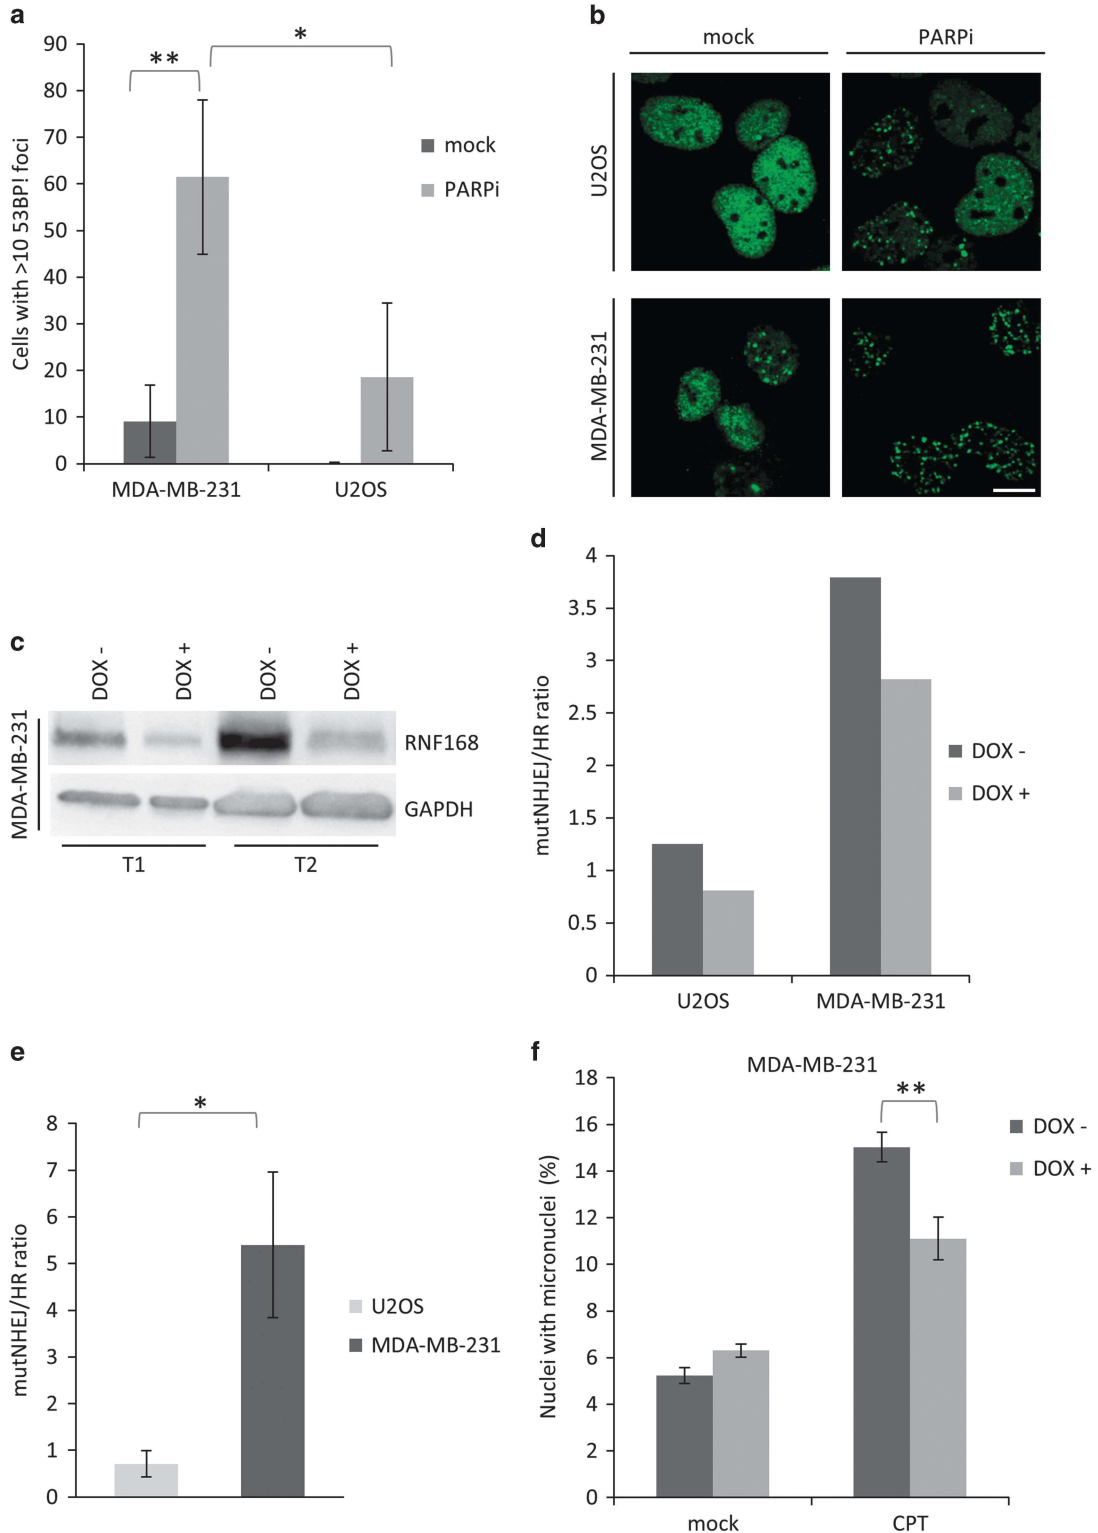 a
90
80
70
60
50
40
30
20
10
0
Cells with >10 53BP! foci
**
*
mock
PARPi
MDA-MB-231
U2OS
b
mock
PARPi
U2OS
MDA-MB-231
c
DOX -
DOX +
DOX -
DOX +
MDA-MB-231
RNF168
GAPDH
T1
T2
d
4
3.5
3
2.5
2
1.5
1
0.5
0
mutNHJEJ/HR ratio
DOX -
DOX +
U2OS
MDA-MB-231
e
8
7
6
5
4
3
2
1
0
mutNHEJ/HR ratio
*
U2OS
MDA-MB-231
f
MDA-MB-231
18
16
14
12
10
8
6
4
2
0
Nuclei with micronuclei (%)
**
DOX -
DOX +
mock
CPT